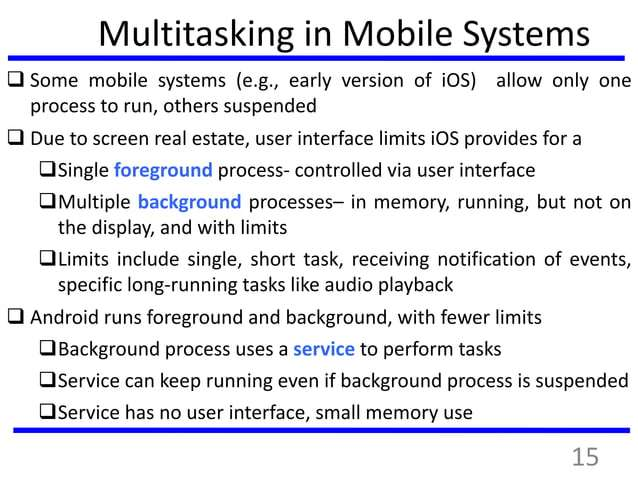 Multitasking in Mobile Systems
❑ Some mobile systems (e.g., early version of iOS) allow only one
process to run, others suspended
❑ Due to screen real estate, user interface limits iOS provides for a
❑Single foreground process- controlled via user interface
❑Multiple background processes– in memory, running, but not on
the display, and with limits
❑Limits include single, short task, receiving notification of events,
specific long-running tasks like audio playback
❑ Android runs foreground and background, with fewer limits
❑Background process uses a service to perform tasks
❑Service can keep running even if background process is suspended
❑Service has no user interface, small memory use
15